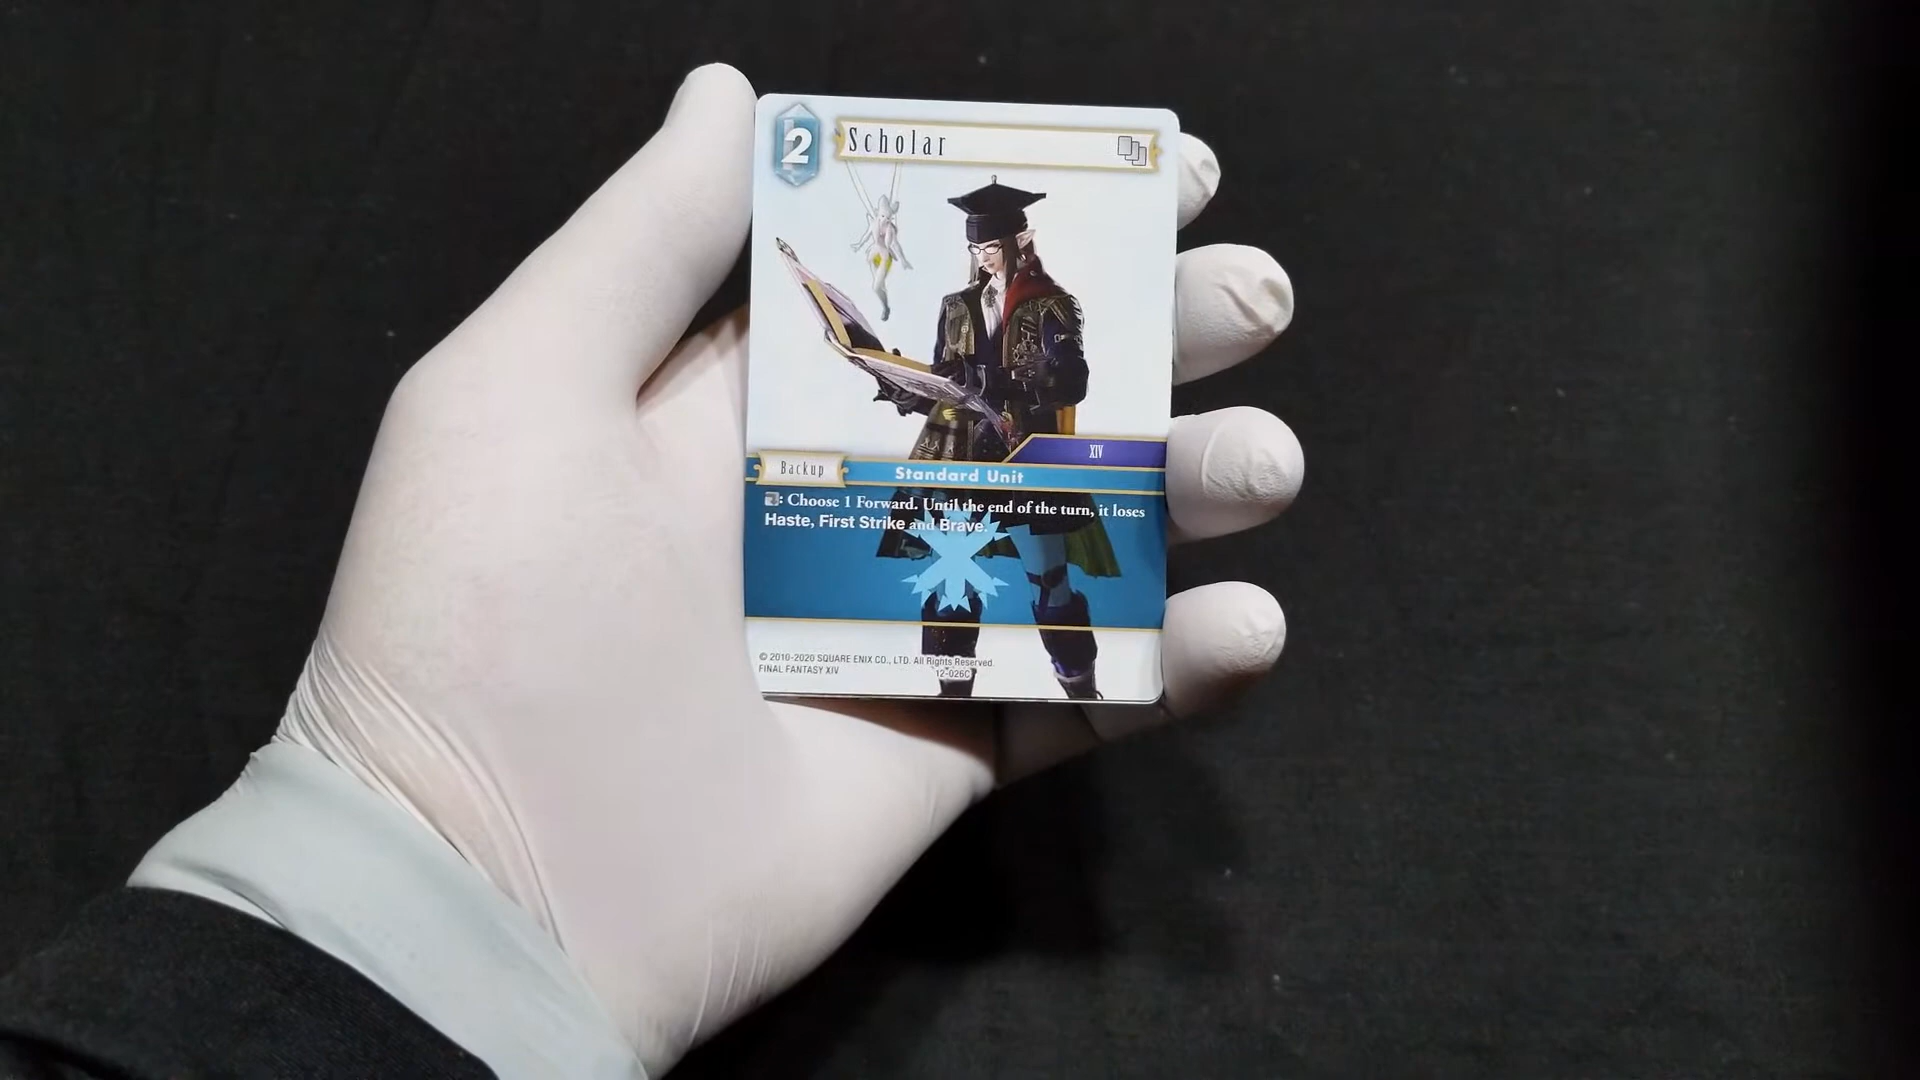 2
Scholar
XIV
Backup
Standard Unit
: Choose 1 Forward. Until the end of the turn, it loses
Haste, First Strike and Brave.
© 2010-2020 SQUARE ENIX CO., LTD. All Rights Reserved.
FINAL FANTASY XIV
12-026C